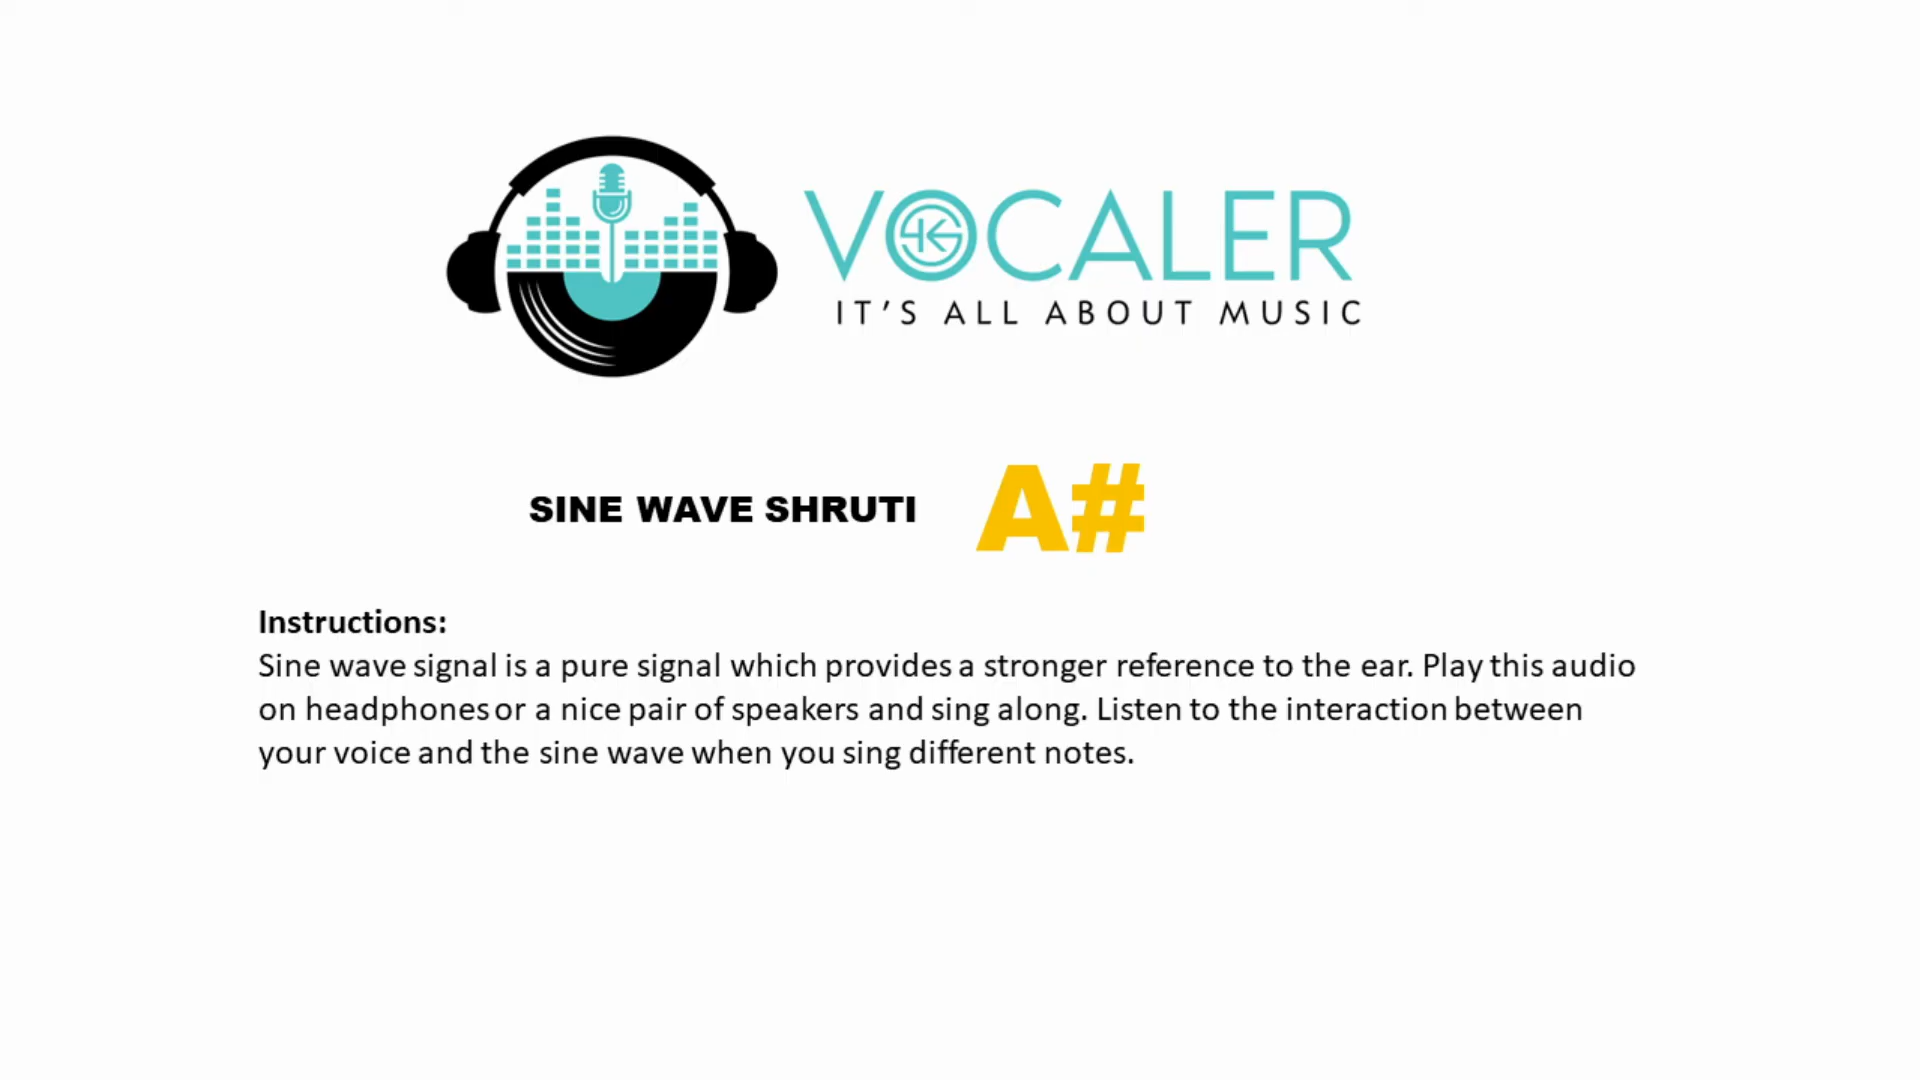 VOCALER
IT'S ALL ABOUT MUSIC
SINE WAVE SHRUTI A#
Instructions:
Sine wave signal is a pure signal which provides a stronger reference to the ear. Play this audio
on headphones or a nice pair of speakers and sing along. Listen to the interaction between
your voice and the sine wave when you sing different notes.